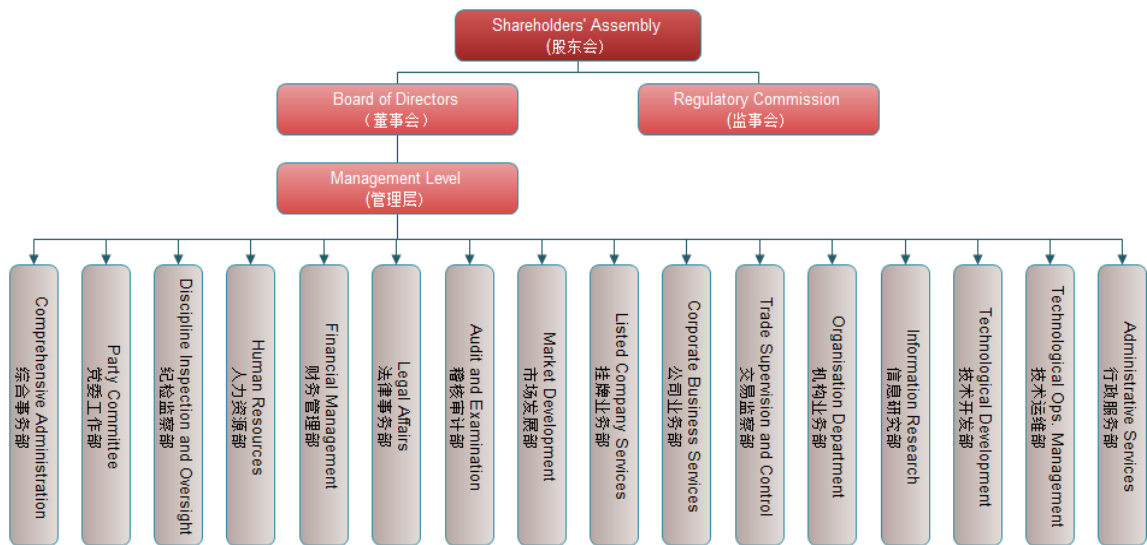 Shareholders' Assembly
(股东会)
Board of Directors
（董事会）
Regulatory Commission
(监事会)
Management Level
(管理层)
Comprehensive Administration
综合事务部
Party Committee
党委工作部
Discipline Inspection and Oversight
纪检监察部
Human Resources
人力资源部
Financial Management
财务管理部
Legal Affairs
法律事务部
Audit and Examination
稽核审计部
Market Development
市场发展部
Listed Company Services
挂牌业务部
Corporate Business Services
公司业务部
Trade Supervision and Control
交易监察部
Organisation Department
机构业务部
Information Research
信息研究部
Technological Development
技术开发部
Technological Ops. Management
技术运维部
Administrative Services
行政服务部